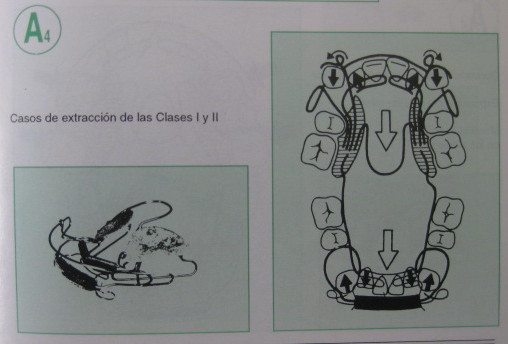 A4
Casos de extracción de las Clases I y II